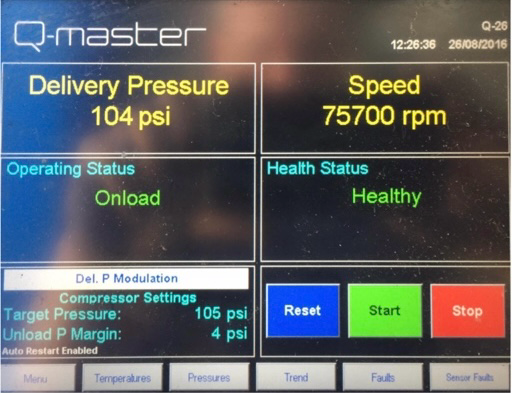 Q-master
Q-26
12:26:36 26/08/2016
Delivery Pressure
104 psi
Speed
75700 rpm
Operating Status
Onload
Health Status
Healthy
Del. P Modulation
Compressor Settings
Target Pressure: 105 psi
Unload P Margin: 4 psi
Auto Restart Enabled
Reset
Start
Stop
Menu
Temperatures
Pressures
Trend
Faults
Sensor Faults